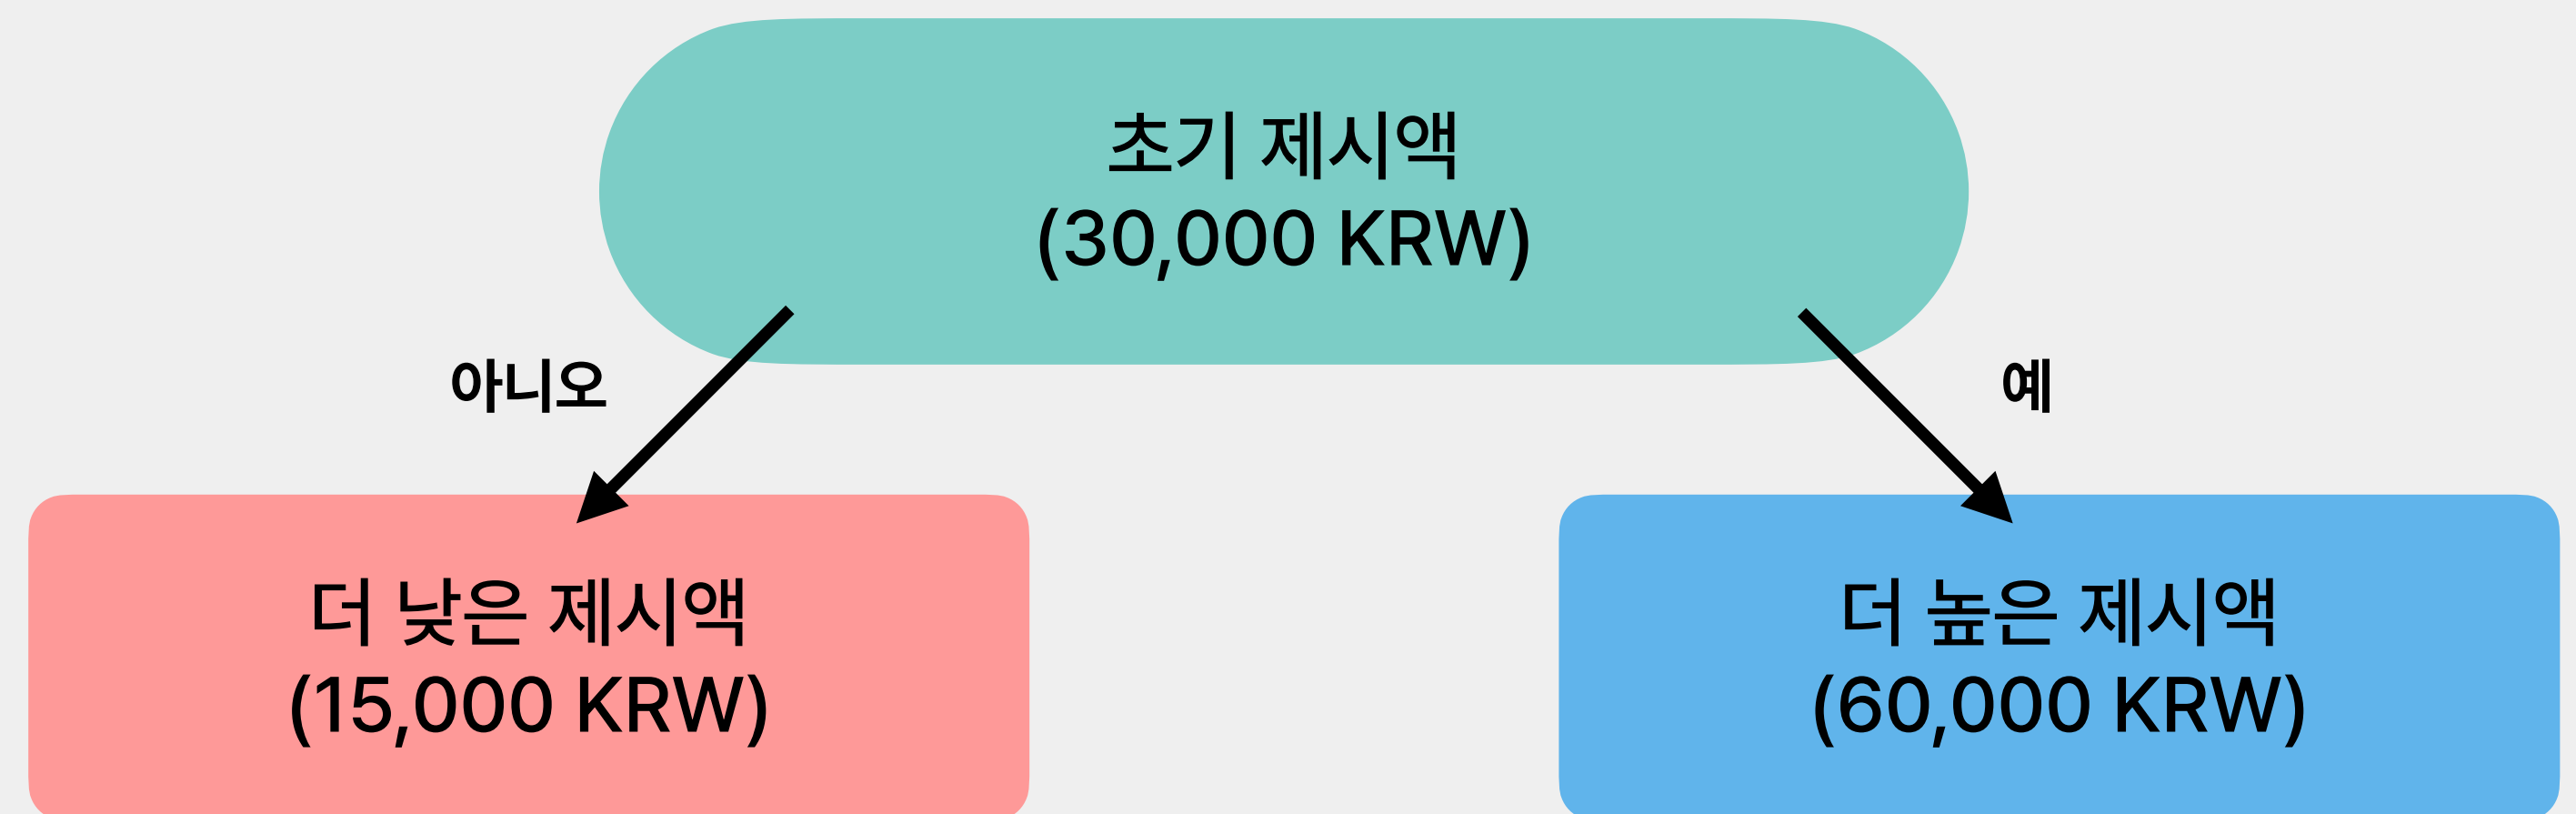 초기 제시액
(30,000 KRW)
아니오
예
더 낮은 제시액
(15,000 KRW)
더 높은 제시액
(60,000 KRW)